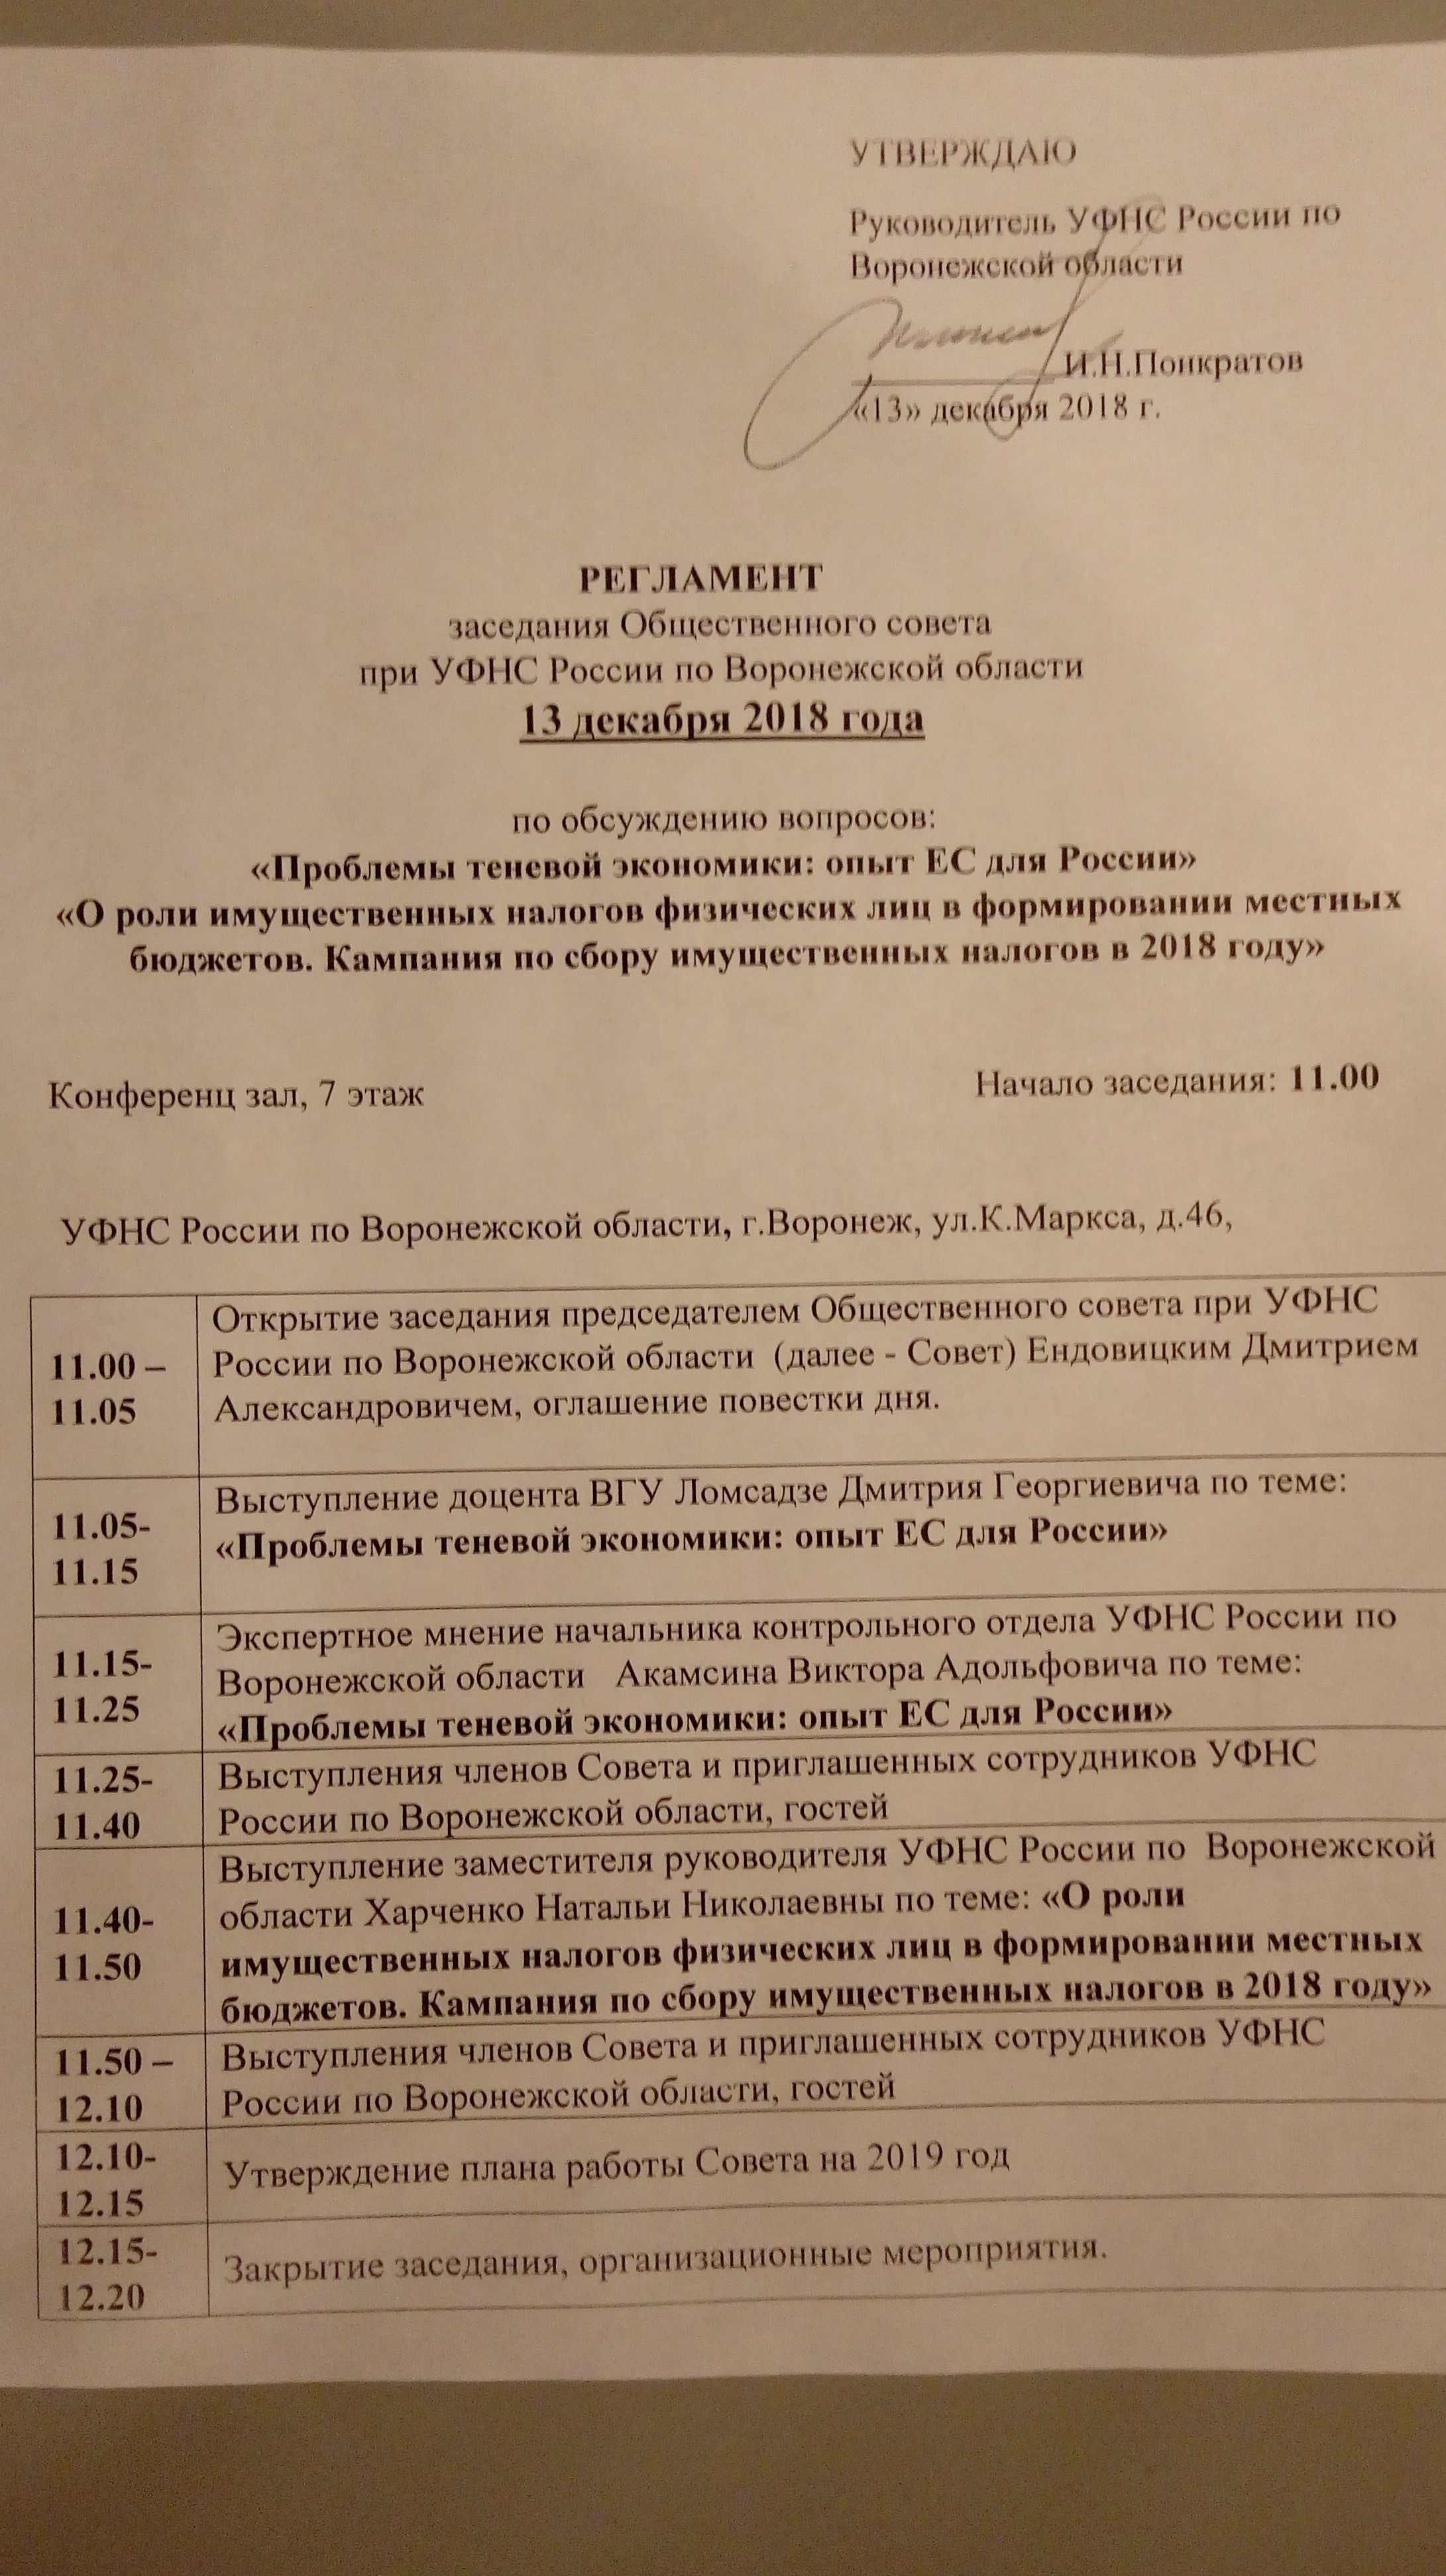 УТВЕРЖДАЮ
Руководитель УФНС России по
Воронежской области
И.Н.Понкратов
«13» декабря 2018 г.
РЕГЛАМЕНТ
заседания Общественного совета
при УФНС России по Воронежской области
13 декабря 2018 года
по обсуждению вопросов:
«Проблемы теневой экономики: опыт ЕС для России»
«О роли имущественных налогов физических лиц в формировании местных
бюджетов. Кампания по сбору имущественных налогов в 2018 году»
Конференц зал, 7 этаж
Начало заседания: 11.00
УФНС России по Воронежской области, г.Воронеж, ул.К.Маркса, д.46,
11.00 –
11.05
Открытие заседания председателем Общественного совета при УФНС
России по Воронежской области (далее - Совет) Ендовицким Дмитрием
Александровичем, оглашение повестки дня.
11.05-
11.15
Выступление доцента ВГУ Ломсадзе Дмитрия Георгиевича по теме:
«Проблемы теневой экономики: опыт ЕС для России»
11.15-
11.25
Экспертное мнение начальника контрольного отдела УФНС России по
Воронежской области Акамсина Виктора Адольфовича по теме:
«Проблемы теневой экономики: опыт ЕС для России»
11.25-
11.40
Выступления членов Совета и приглашенных сотрудников УФНС
России по Воронежской области, гостей
11.40-
11.50
Выступление заместителя руководителя УФНС России по Воронежской
области Харченко Натальи Николаевны по теме: «О роли
имущественных налогов физических лиц в формировании местных
бюджетов. Кампания по сбору имущественных налогов в 2018 году»
11.50 –
12.10
Выступления членов Совета и приглашенных сотрудников УФНС
России по Воронежской области, гостей
12.10-
12.15
Утверждение плана работы Совета на 2019 год
12.15-
12.20
Закрытие заседания, организационные мероприятия.